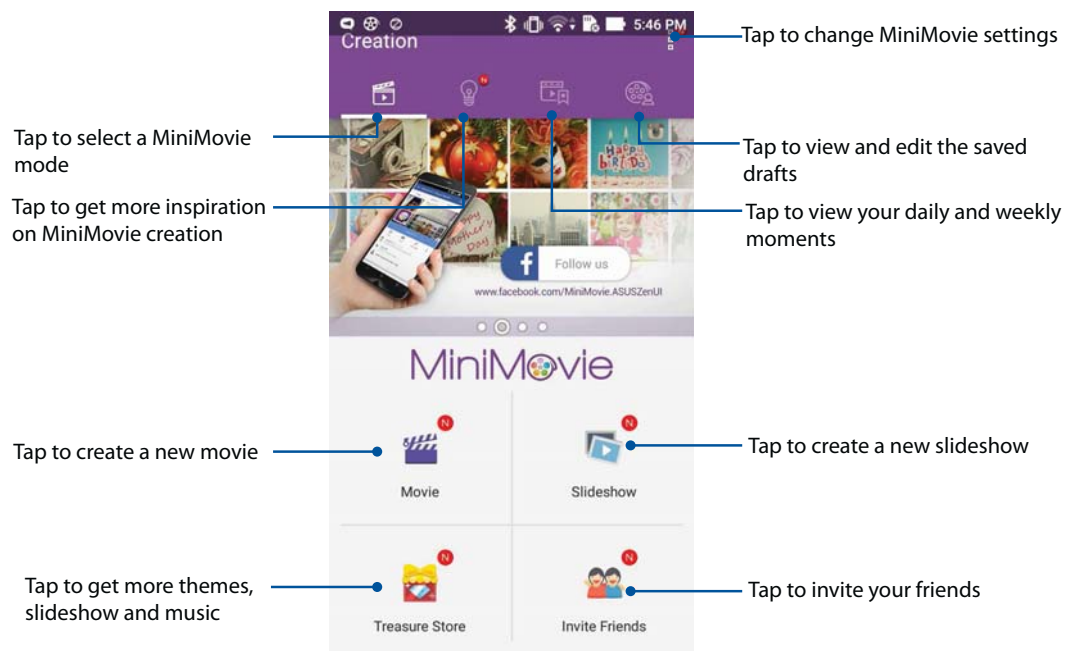 5:46 PM
Creation
Tap to change MiniMovie settings
N
Tap to select a MiniMovie
mode
Tap to get more inspiration
on MiniMovie creation
Tap to view and edit the saved
drafts
Tap to view your daily and weekly
moments
Happy
BiRTHDay
Happy
Mother's
Day
f Follow us
www.facebook.com/MiniMovie.ASUSZenUI
MiniMovie
N
N
Tap to create a new movie
Tap to create a new slideshow
Movie
Slideshow
N
N
Tap to get more themes,
slideshow and music
Tap to invite your friends
Treasure Store
Invite Friends